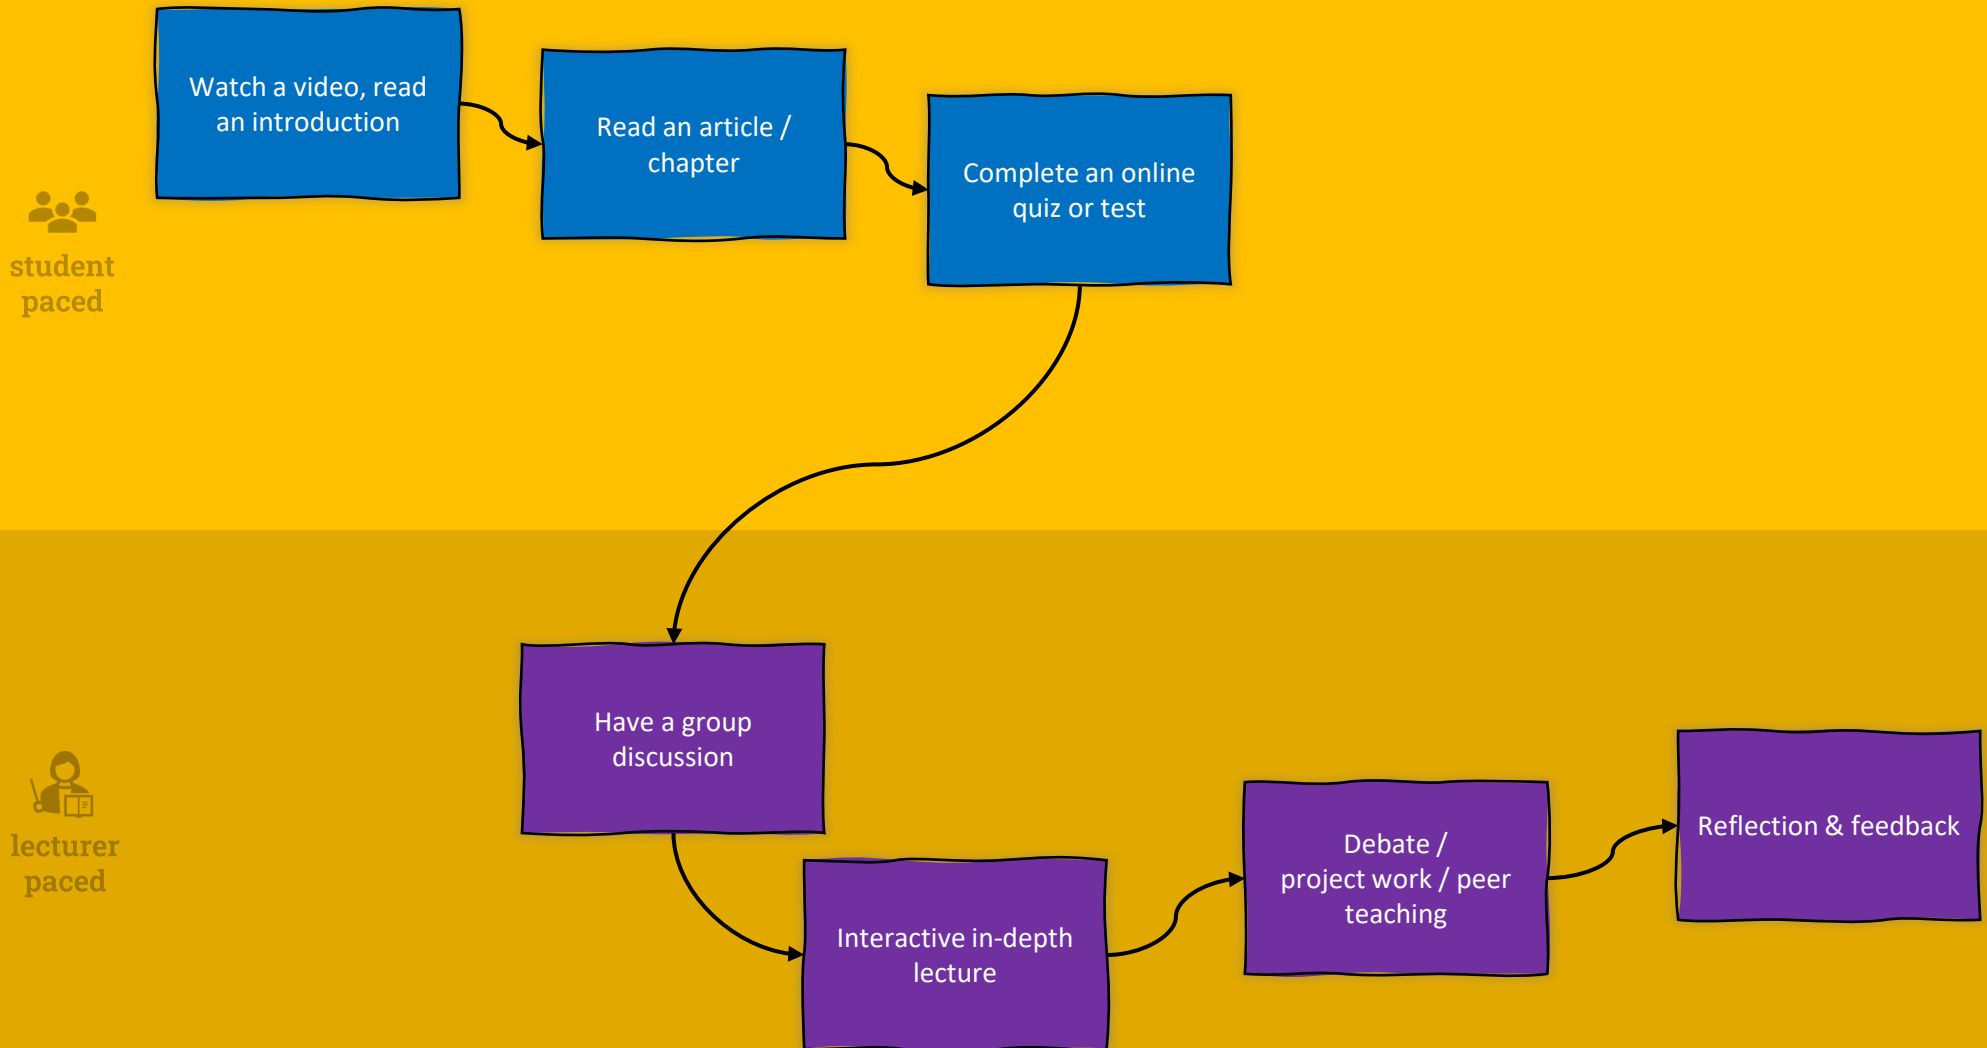 Watch a video, read
an introduction
Read an article /
chapter
Complete an online
quiz or test
student
paced
Have a group
discussion
Interactive in-depth
lecture
Debate /
project work / peer
teaching
Reflection & feedback
lecturer
paced